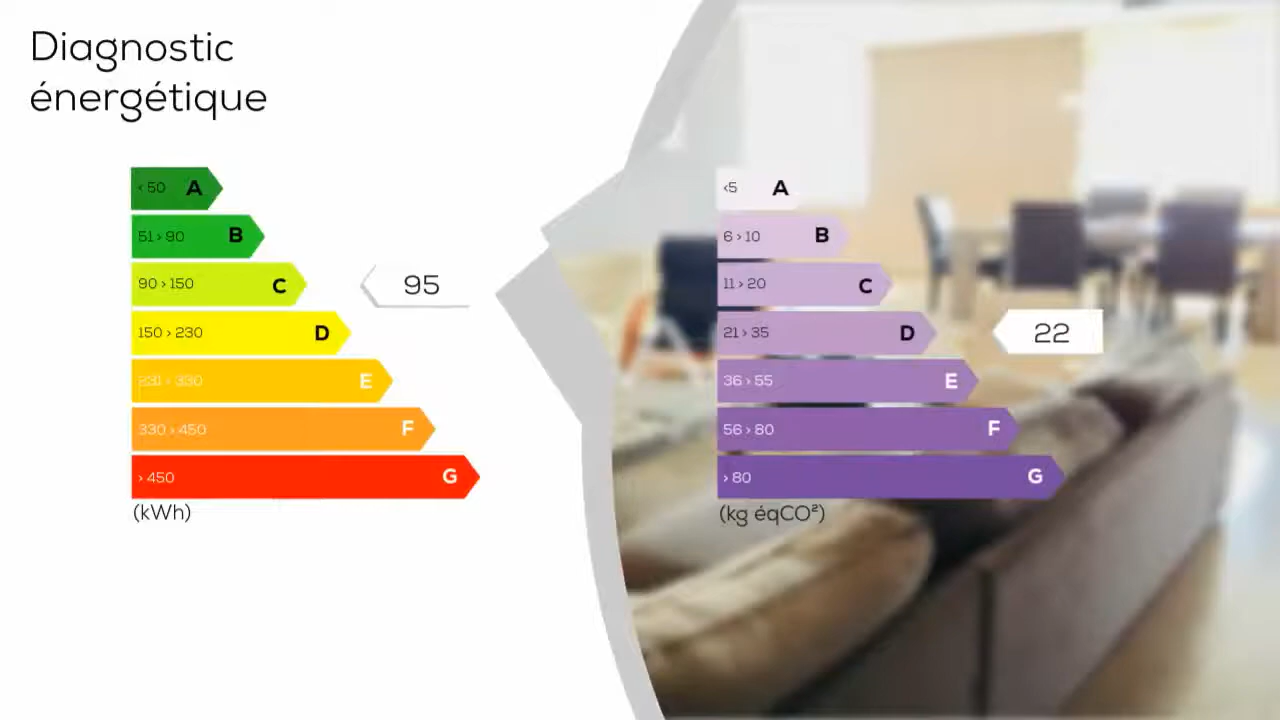 Diagnostic
énergétique
< 50 A
51 > 90 B
90 > 150 C
95
150 > 230 D
231 > 330 E
330 > 450 F
> 450 G
(kWh)
<5 A
6 > 10 B
11 > 20 C
21 > 35 D
22
36 > 55 E
56 > 80 F
> 80 G
(kg éqCO²)